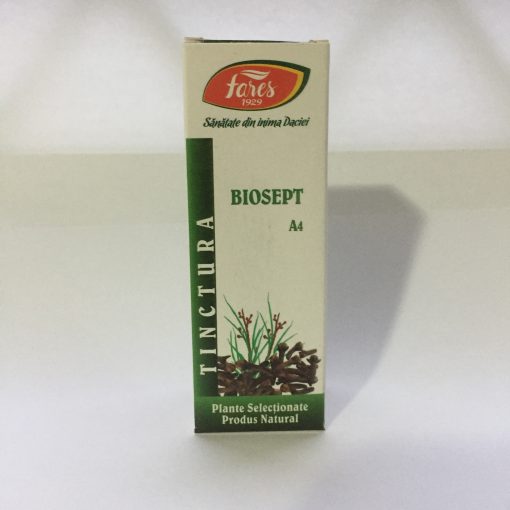 fares
1929
Sănătate din inima Daciei
BIOSEPT
A4
TINCTURA
Plante Selecționate
Produs Natural